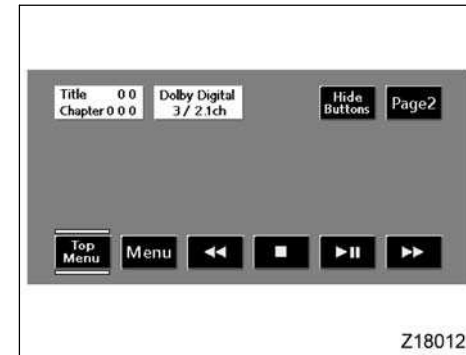 Title 0 0
Chapter 0 0 0
Dolby Digital
3 / 2.1ch
Hide
Buttons
Page2
Top
Menu
Menu
Z18012